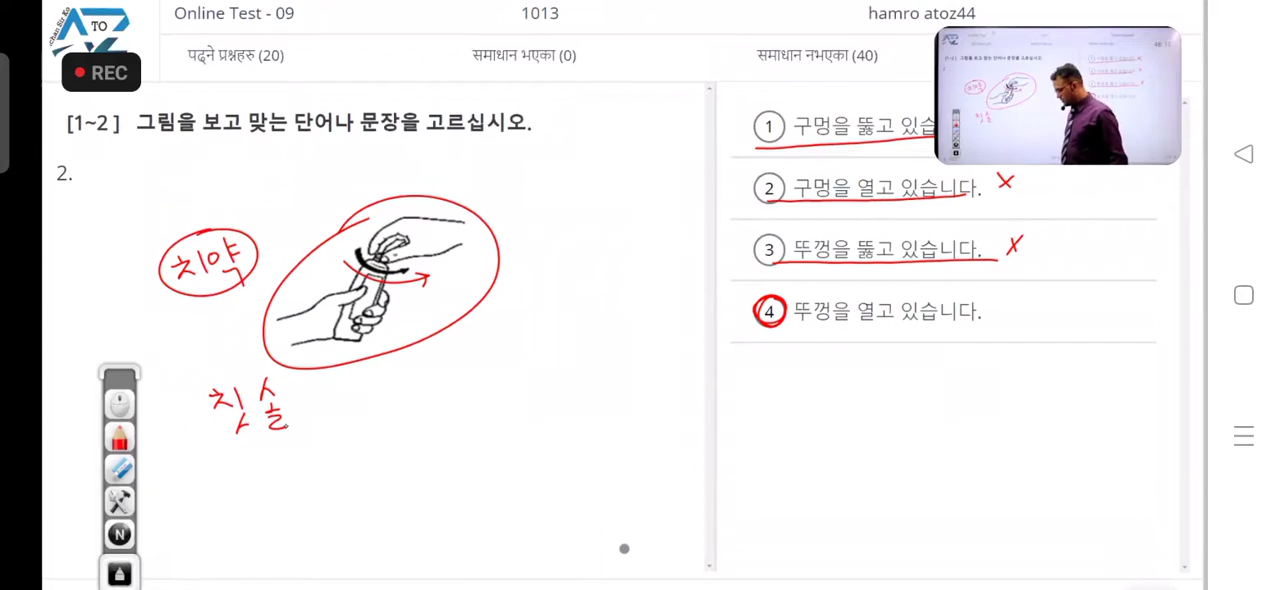 Online Test - 09
1013
hamro atoz44
TO
REC
पढ्ने प्रश्नहरु (20)
समाधान भएका (0)
समाधान नभएका (40)
[1~2 ] 그림을 보고 맞는 단어나 문장을 고르십시오.
2.
치약
칫솔
1 구멍을 뚫고 있습
2 구멍을 열고 있습니다. X
3 뚜껑을 뚫고 있습니다. X
4 뚜껑을 열고 있습니다.
N